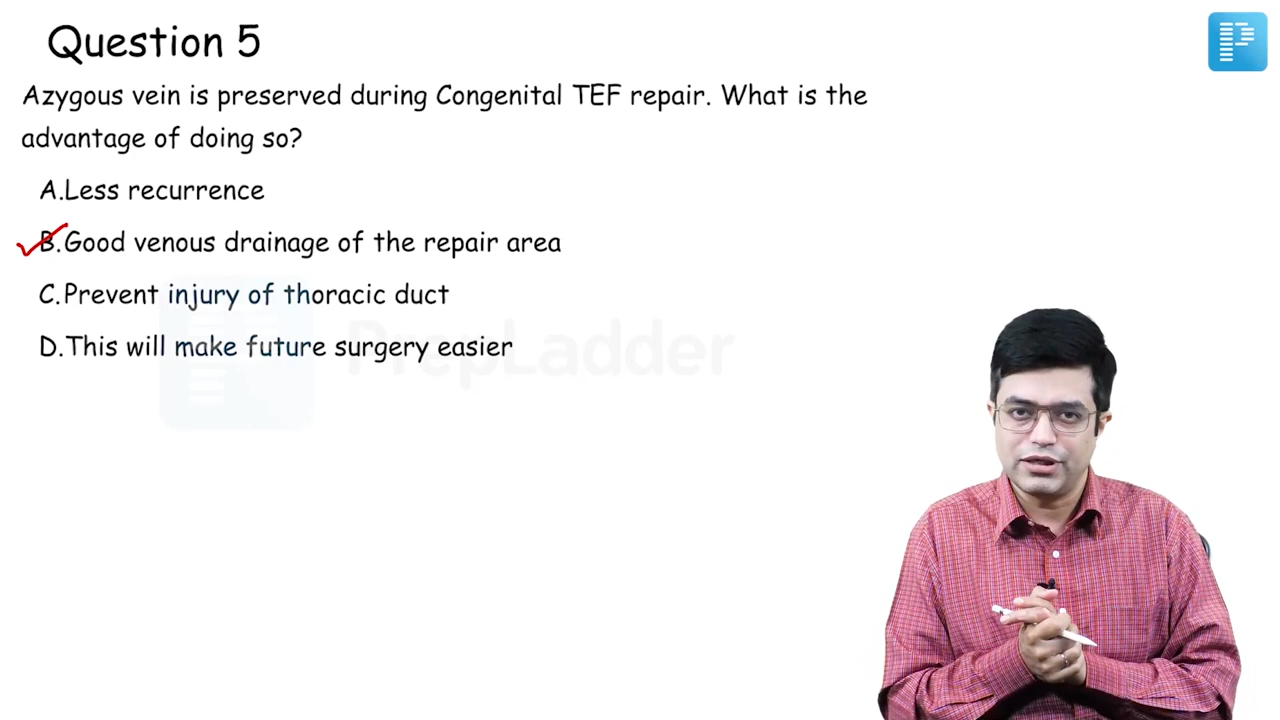 Question 5
Azygous vein is preserved during Congenital TEF repair. What is the
advantage of doing so?
A.Less recurrence
B.Good venous drainage of the repair area
C.Prevent injury of thoracic duct
D.This will make future surgery easier
PrepLadder